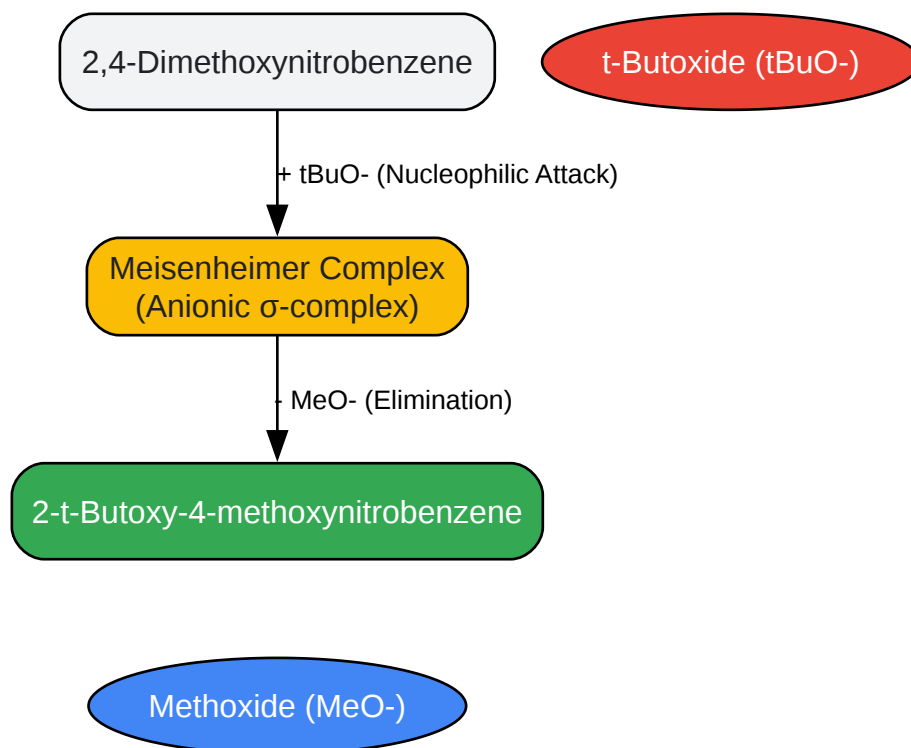 2,4-Dimethoxynitrobenzene
t-Butoxide (tBuO-)
+ tBuO- (Nucleophilic Attack)
Meisenheimer Complex
(Anionic σ-complex)
- MeO- (Elimination)
2-t-Butoxy-4-methoxynitrobenzene
Methoxide (MeO-)